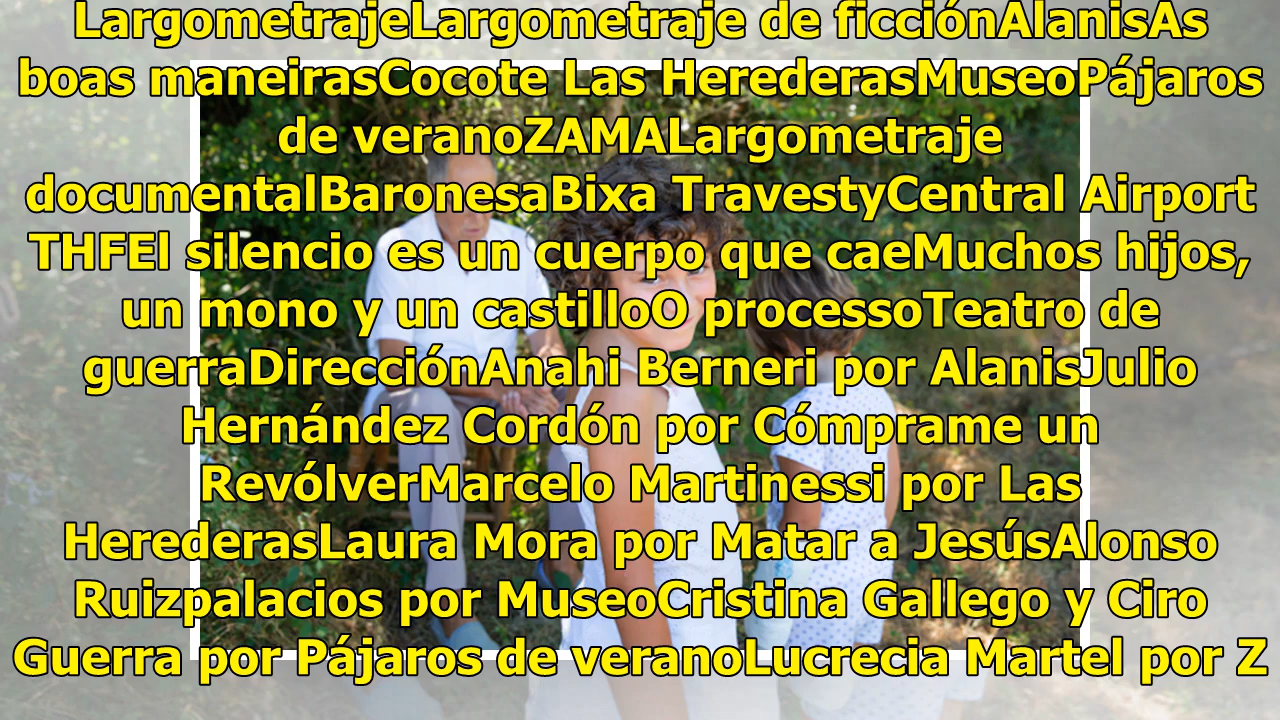 LargometrajeLargometraje de ficciónAlanisAs
boas maneirasCocote Las HerederasMuseoPájaros
de veranoZAMALargometraje
documentalBaronesaBixa TravestyCentral Airport
THFEl silencio es un cuerpo que caeMuchos hijos,
un mono y un castilloO processoTeatro de
guerraDirecciónAnahi Berneri por AlanisJulio
Hernández Cordón por Cómprame un
RevólverMarcelo Martinessi por Las
HerederasLaura Mora por Matar a JesúsAlonso
Ruizpalacios por MuseoCristina Gallego y Ciro
Guerra por Pájaros de veranoLucrecia Martel por Z